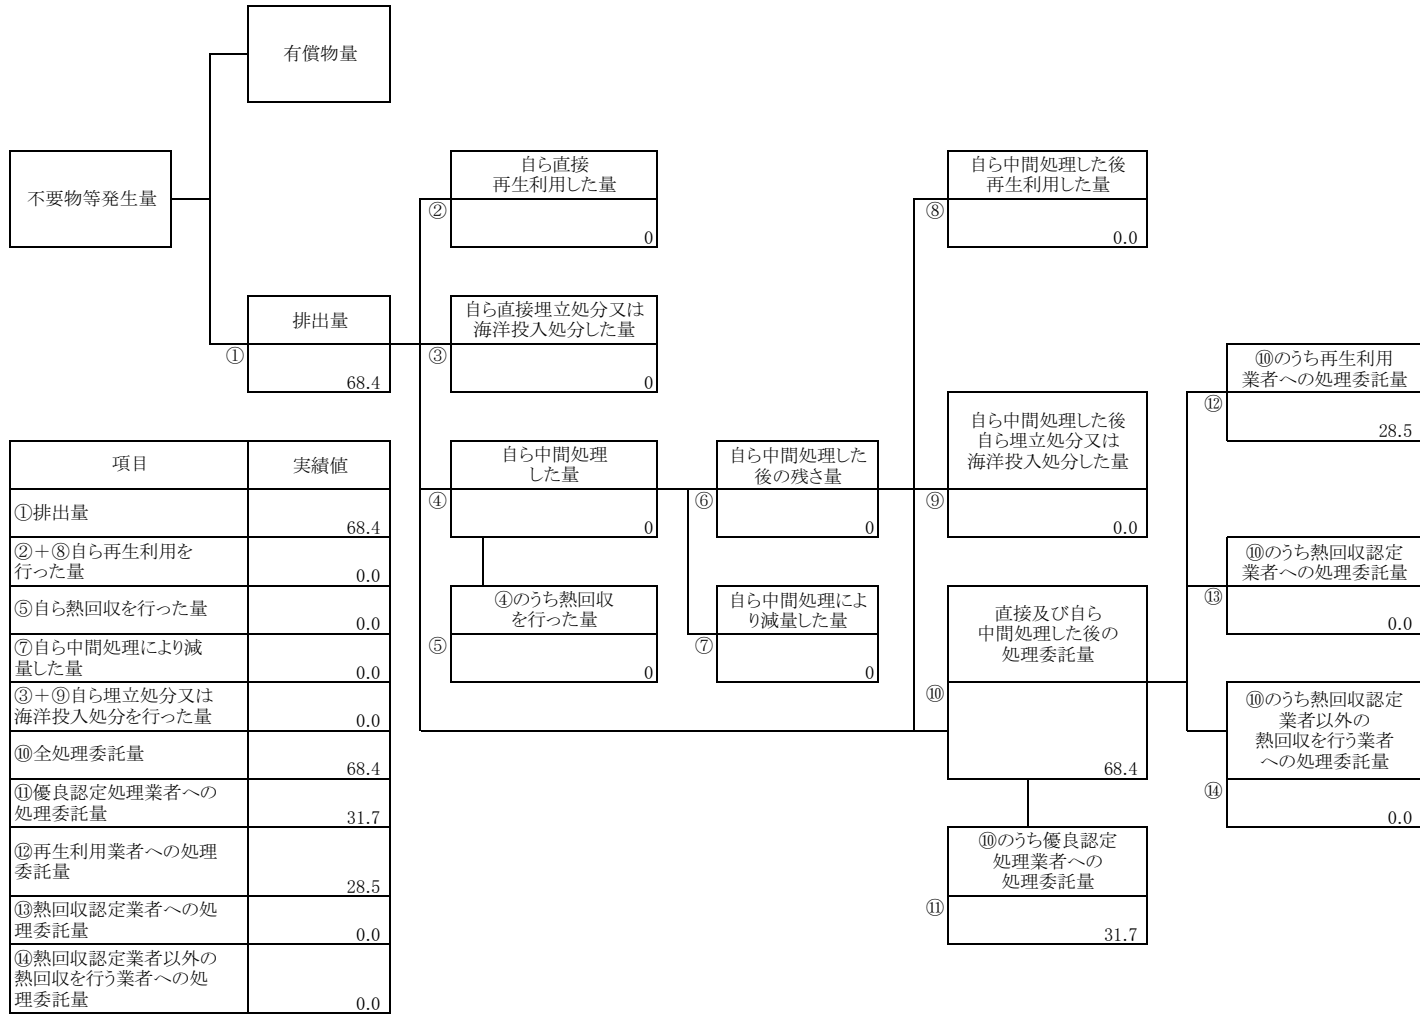 有償物量
不要物等発生量
排出量
①
68.4
自ら直接
再生利用した量
②
0
自ら直接埋立処分又は
海洋投入処分した量
③
0
自ら中間処理
した量
④
0
④のうち熱回収
を行った量
⑤
0
自ら中間処理した
後の残さ量
⑥
0
自ら中間処理によ
り減量した量
⑦
0
自ら中間処理した後
再生利用した量
⑧
0.0
自ら中間処理した後
自ら埋立処分又は
海洋投入処分した量
⑨
0.0
直接及び自ら
中間処理した後の
処理委託量
⑩
68.4
⑩のうち優良認定
処理業者への
処理委託量
⑪
31.7
⑩のうち再生利用
業者への処理委託量
⑫
28.5
⑩のうち熱回収認定
業者への処理委託量
⑬
0.0
⑩のうち熱回収認定
業者以外の
熱回収を行う業者
への処理委託量
⑭
0.0
項目 実績値
①排出量
68.4
②＋⑧自ら再生利用を
行った量
0.0
⑤自ら熱回収を行った量
0.0
⑦自ら中間処理により減
量した量
0.0
③＋⑨自ら埋立処分又は
海洋投入処分を行った量
0.0
⑩全処理委託量
68.4
⑪優良認定処理業者への
処理委託量
31.7
⑫再生利用業者への処理
委託量
28.5
⑬熱回収認定業者への処
理委託量
0.0
⑭熱回収認定業者以外の
熱回収を行う業者への処
理委託量
0.0